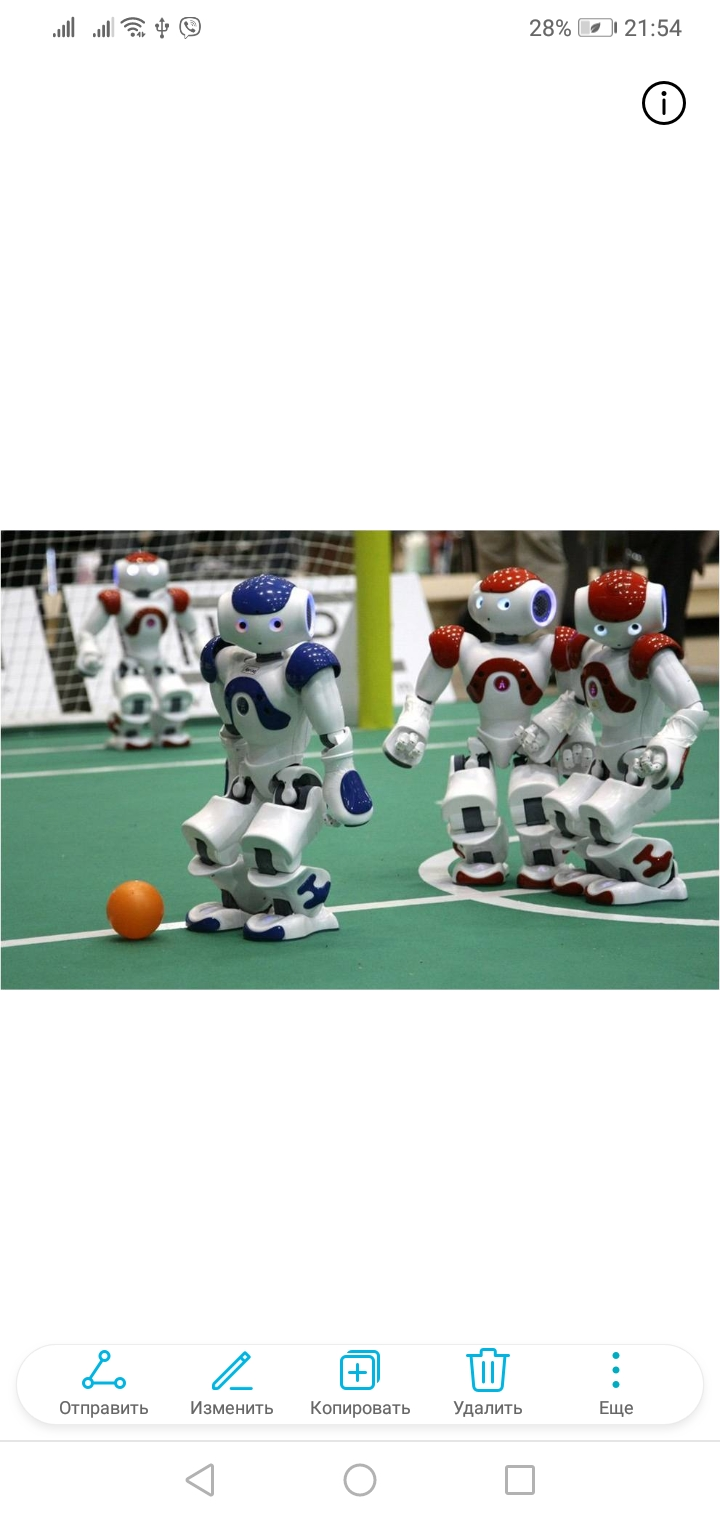 28% 21:54
Отправить
Изменить
Копировать
Удалить
Еще